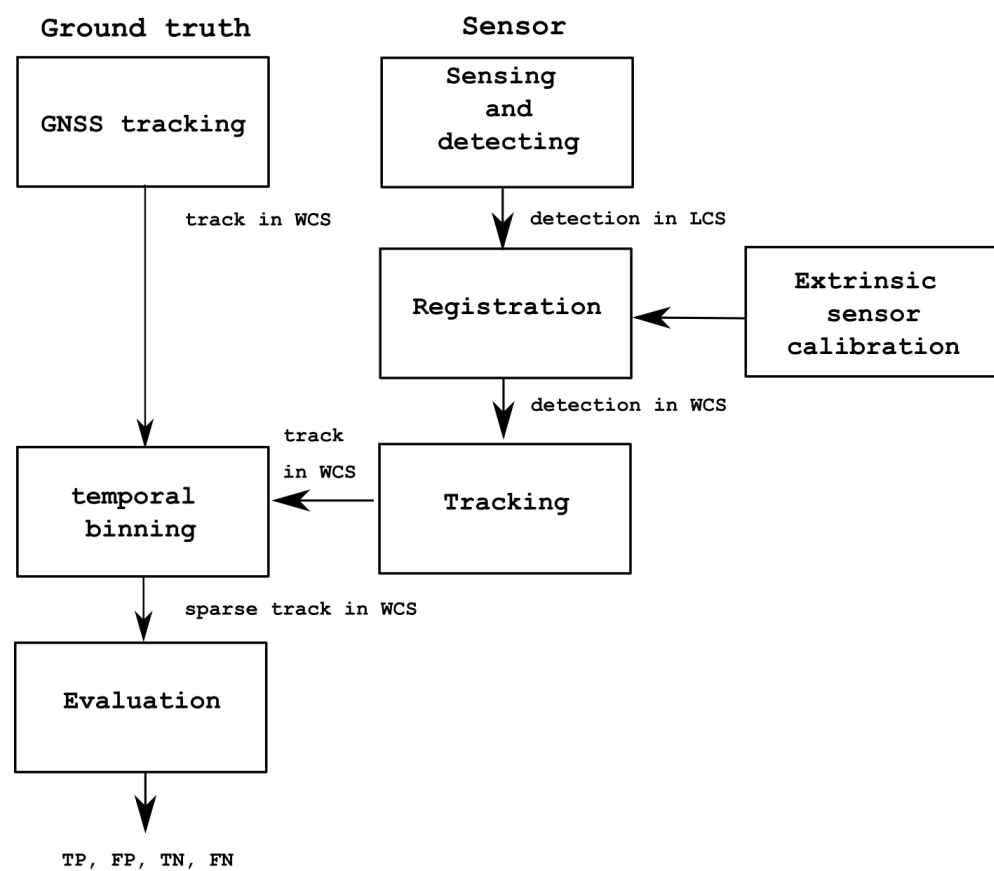 Ground truth
Sensor
GNSS tracking
Sensing
and
detecting
track in WCS
detection in LCS
Registration
Extrinsic
sensor
calibration
detection in WCS
track
in WCS
temporal
binning
Tracking
sparse track in WCS
Evaluation
TP, FP, TN, FN